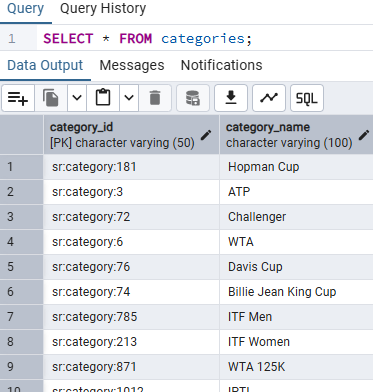 Query Query History
1 SELECT * FROM categories;
Data Output Messages Notifications
SQL
category_id category_name
[PK] character varying (50) character varying (100)
1 sr:category:181 Hopman Cup
2 sr:category:3 ATP
3 sr:category:72 Challenger
4 sr:category:6 WTA
5 sr:category:76 Davis Cup
6 sr:category:74 Billie Jean King Cup
7 sr:category:785 ITF Men
8 sr:category:213 ITF Women
9 sr:category:871 WTA 125K
10 sr:category:1012 IPTL